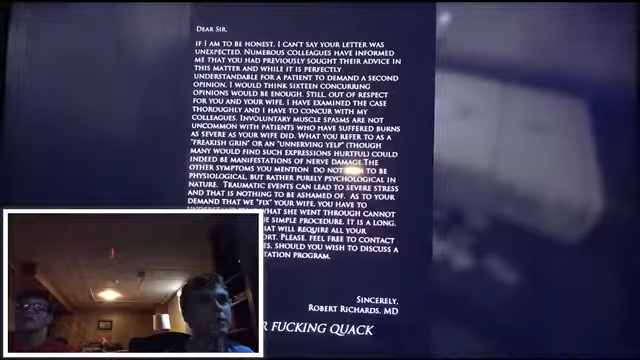 DEAR SIR,
IF I AM TO BE HONEST, I CAN'T SAY YOUR LETTER WAS
UNEXPECTED. NUMEROUS COLLEAGUES HAVE INFORMED
ME THAT YOU HAD PREVIOUSLY SOUGHT THEIR ADVICE IN
THIS MATTER AND WHILE IT IS PERFECTLY
UNDERSTANDABLE FOR A PATIENT TO DEMAND A SECOND
OPINION, I WOULD THINK SIXTEEN CONCURRING
OPINIONS WOULD BE ENOUGH. STILL, OUT OF RESPECT
FOR YOU AND YOUR WIFE, I HAVE EXAMINED THE CASE
THOROUGHLY AND I HAVE TO CONCUR WITH MY
COLLEAGUES. INVOLUNTARY MUSCLE SPASMS ARE NOT
UNCOMMON WITH PATIENTS WHO HAVE SUFFERED BURNS
AS SEVERE AS YOUR WIFE DID. WHAT YOU REFER TO AS A
"FREAKISH GRIN" OR AN "UNNERVING YELP" (THOUGH
MANY WOULD FIND SUCH EXPRESSIONS HURTFUL) COULD
INDEED BE MANIFESTATIONS OF NERVE DAMAGE.THE
OTHER SYMPTOMS YOU MENTION DO NOT TO BE
PHYSIOLOGICAL, BUT RATHER PURELY PSYCHOLOGICAL IN
NATURE. TRAUMATIC EVENTS CAN LEAD TO SEVERE STRESS
AND THAT IS NOTHING TO BE ASHAMED OF. AS TO YOUR
DEMAND THAT WE "FIX" YOUR WIFE, YOU HAVE TO
WHAT SHE WENT THROUGH CANNOT
SIMPLE PROCEDURE. IT IS A LONG,
THAT WILL REQUIRE ALL YOUR
PLEASE, FEEL FREE TO CONTACT
SHOULD YOU WISH TO DISCUSS A
PROGRAM.
SINCERELY,
ROBERT RICHARDS, MD
FUCKING QUACK